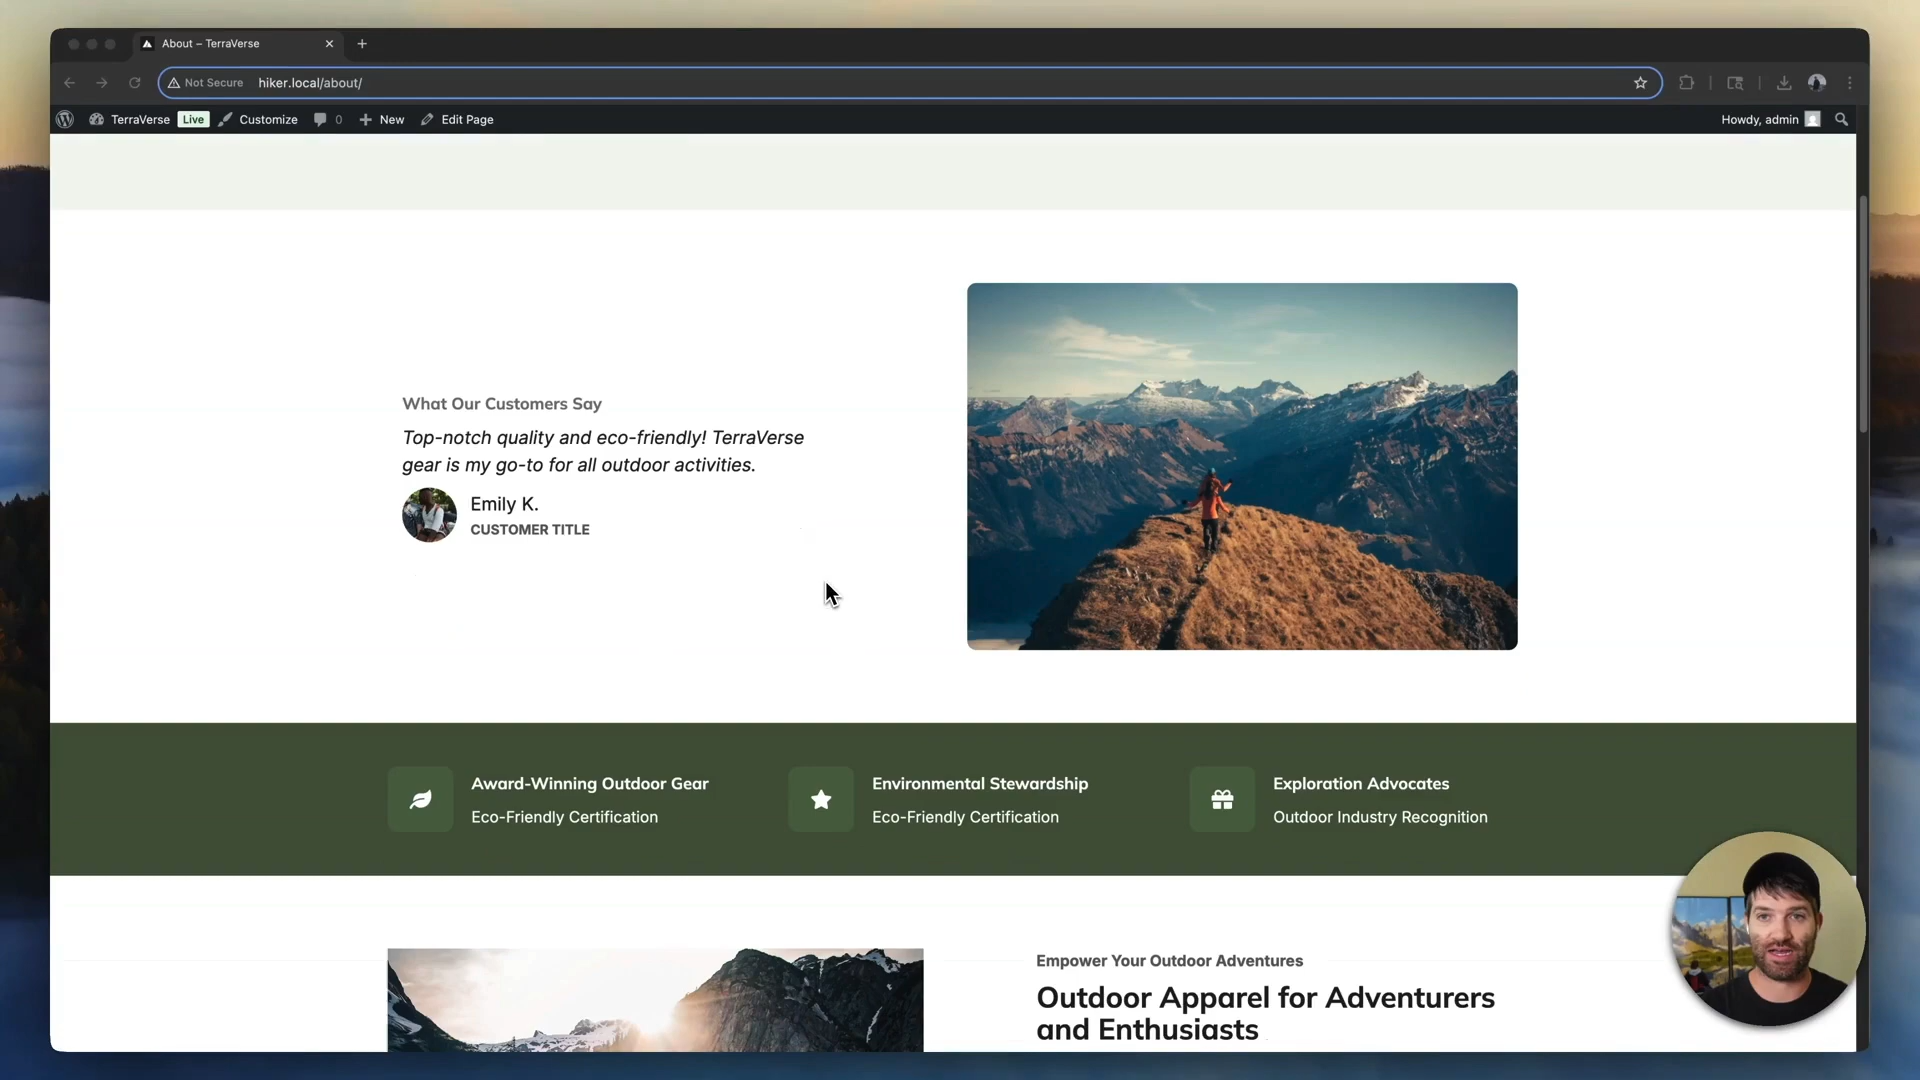 About – TerraVerse
Not Secure hiker.local/about/
TerraVerse Live Customize 0 New Edit Page Howdy, admin
What Our Customers Say
Top-notch quality and eco-friendly! TerraVerse
gear is my go-to for all outdoor activities.
Emily K.
CUSTOMER TITLE
Award-Winning Outdoor Gear
Eco-Friendly Certification
Environmental Stewardship
Eco-Friendly Certification
Exploration Advocates
Outdoor Industry Recognition
Empower Your Outdoor Adventures
Outdoor Apparel for Adventurers
and Enthusiasts